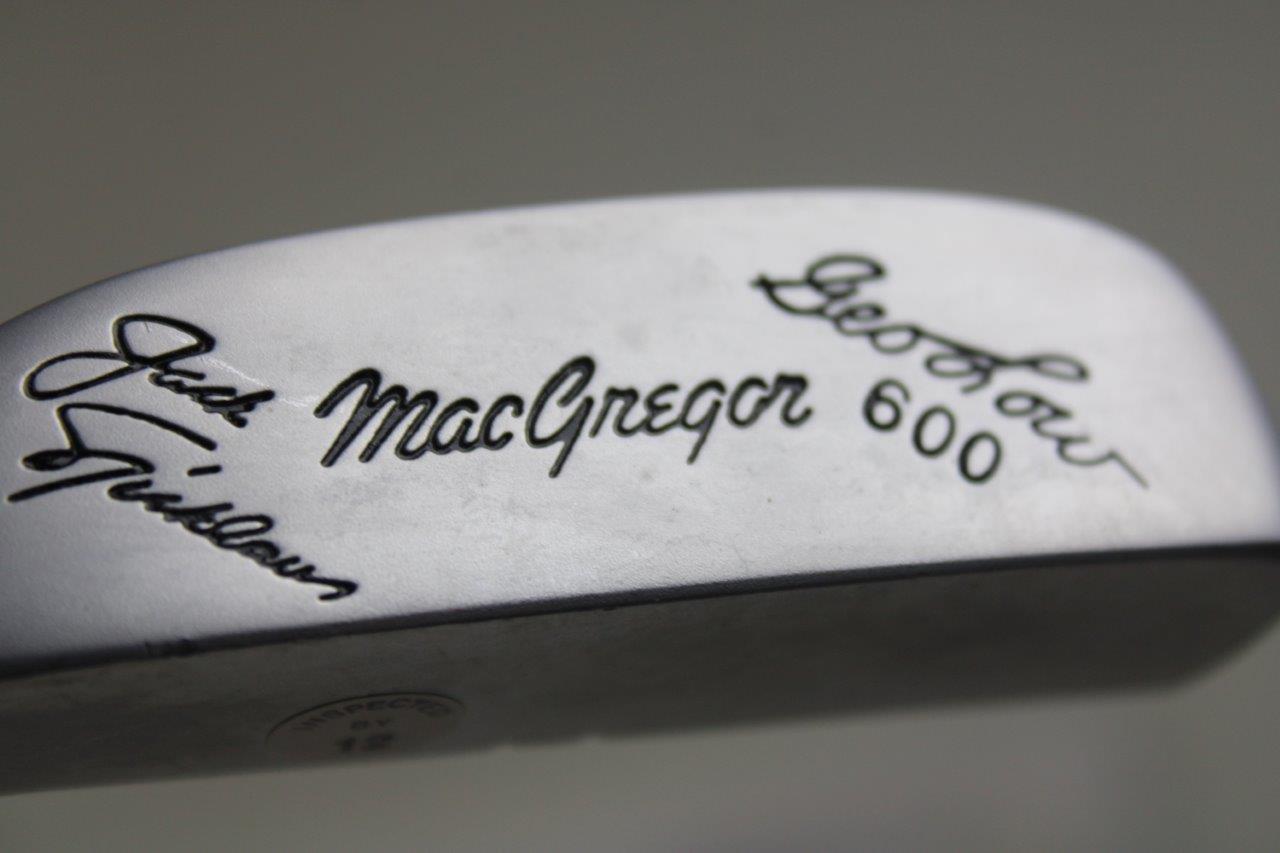 Jack
Nicklaus
MacGregor
Geo Low
600
INSPECTED
BY
12